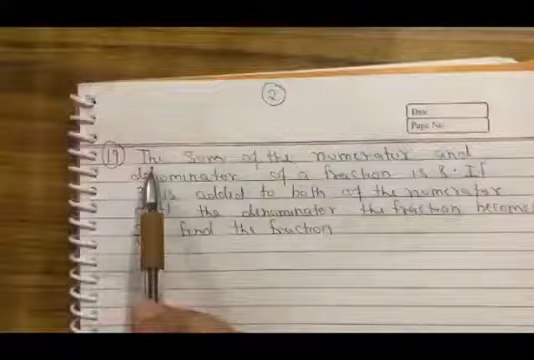 2
Date
Page No.
19 The sum of the numerator and
denominator of a fraction is 8. If
is added to both of the numerator
the denominator the fraction becomes
find the fraction